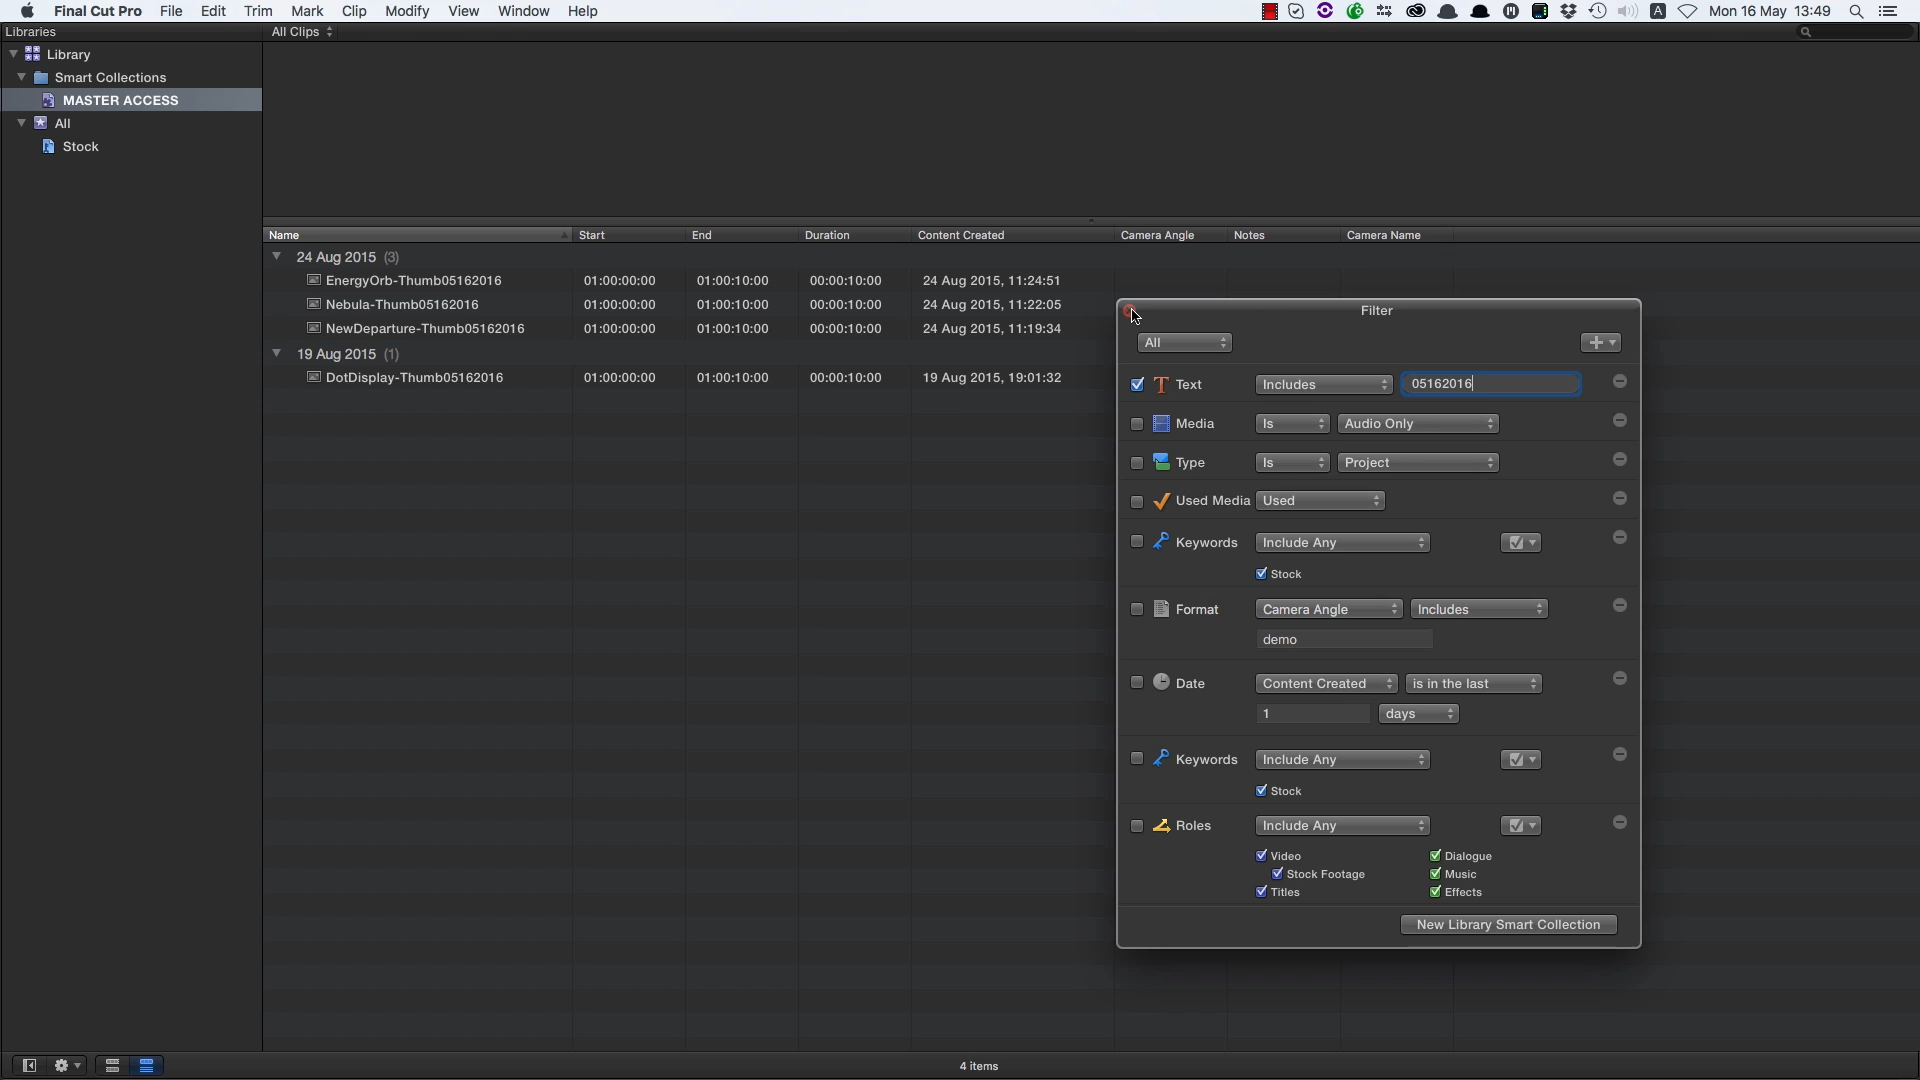 Final Cut Pro File Edit Trim Mark Clip Modify View Window Help A Mon 16 May 13:49
Libraries All Clips
Library
Smart Collections
MASTER ACCESS
All
Stock
Name Start End Duration Content Created Camera Angle Notes Camera Name
24 Aug 2015 (3)
EnergyOrb-Thumb05162016 01:00:00:00 01:00:10:00 00:00:10:00 24 Aug 2015, 11:24:51
Nebula-Thumb05162016 01:00:00:00 01:00:10:00 00:00:10:00 24 Aug 2015, 11:22:05
NewDeparture-Thumb05162016 01:00:00:00 01:00:10:00 00:00:10:00 24 Aug 2015, 11:19:34
19 Aug 2015 (1)
DotDisplay-Thumb05162016 01:00:00:00 01:00:10:00 00:00:10:00 19 Aug 2015, 19:01:32
Filter
All
Text Includes 05162016
Media Is Audio Only
Type Is Project
Used Media Used
Keywords Include Any
Stock
Format Camera Angle Includes
demo
Date Content Created is in the last
1 days
Keywords Include Any
Stock
Roles Include Any
Video Dialogue
Stock Footage Music
Titles Effects
New Library Smart Collection
4 items